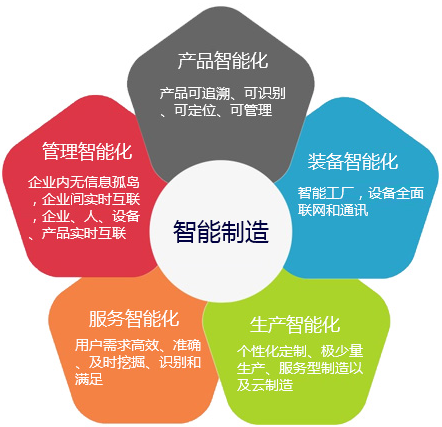 产品智能化
产品可追溯、可识别
、可定位、可管理
管理智能化
企业内无信息孤岛
，企业间实时互联
，企业、人、设备
、产品实时互联
装备智能化
智能工厂，设备全面
联网和通讯
智能制造
服务智能化
用户需求高效、准确
、及时挖掘、识别和
满足
生产智能化
个性化定制、极少量
生产、服务型制造以
及云制造